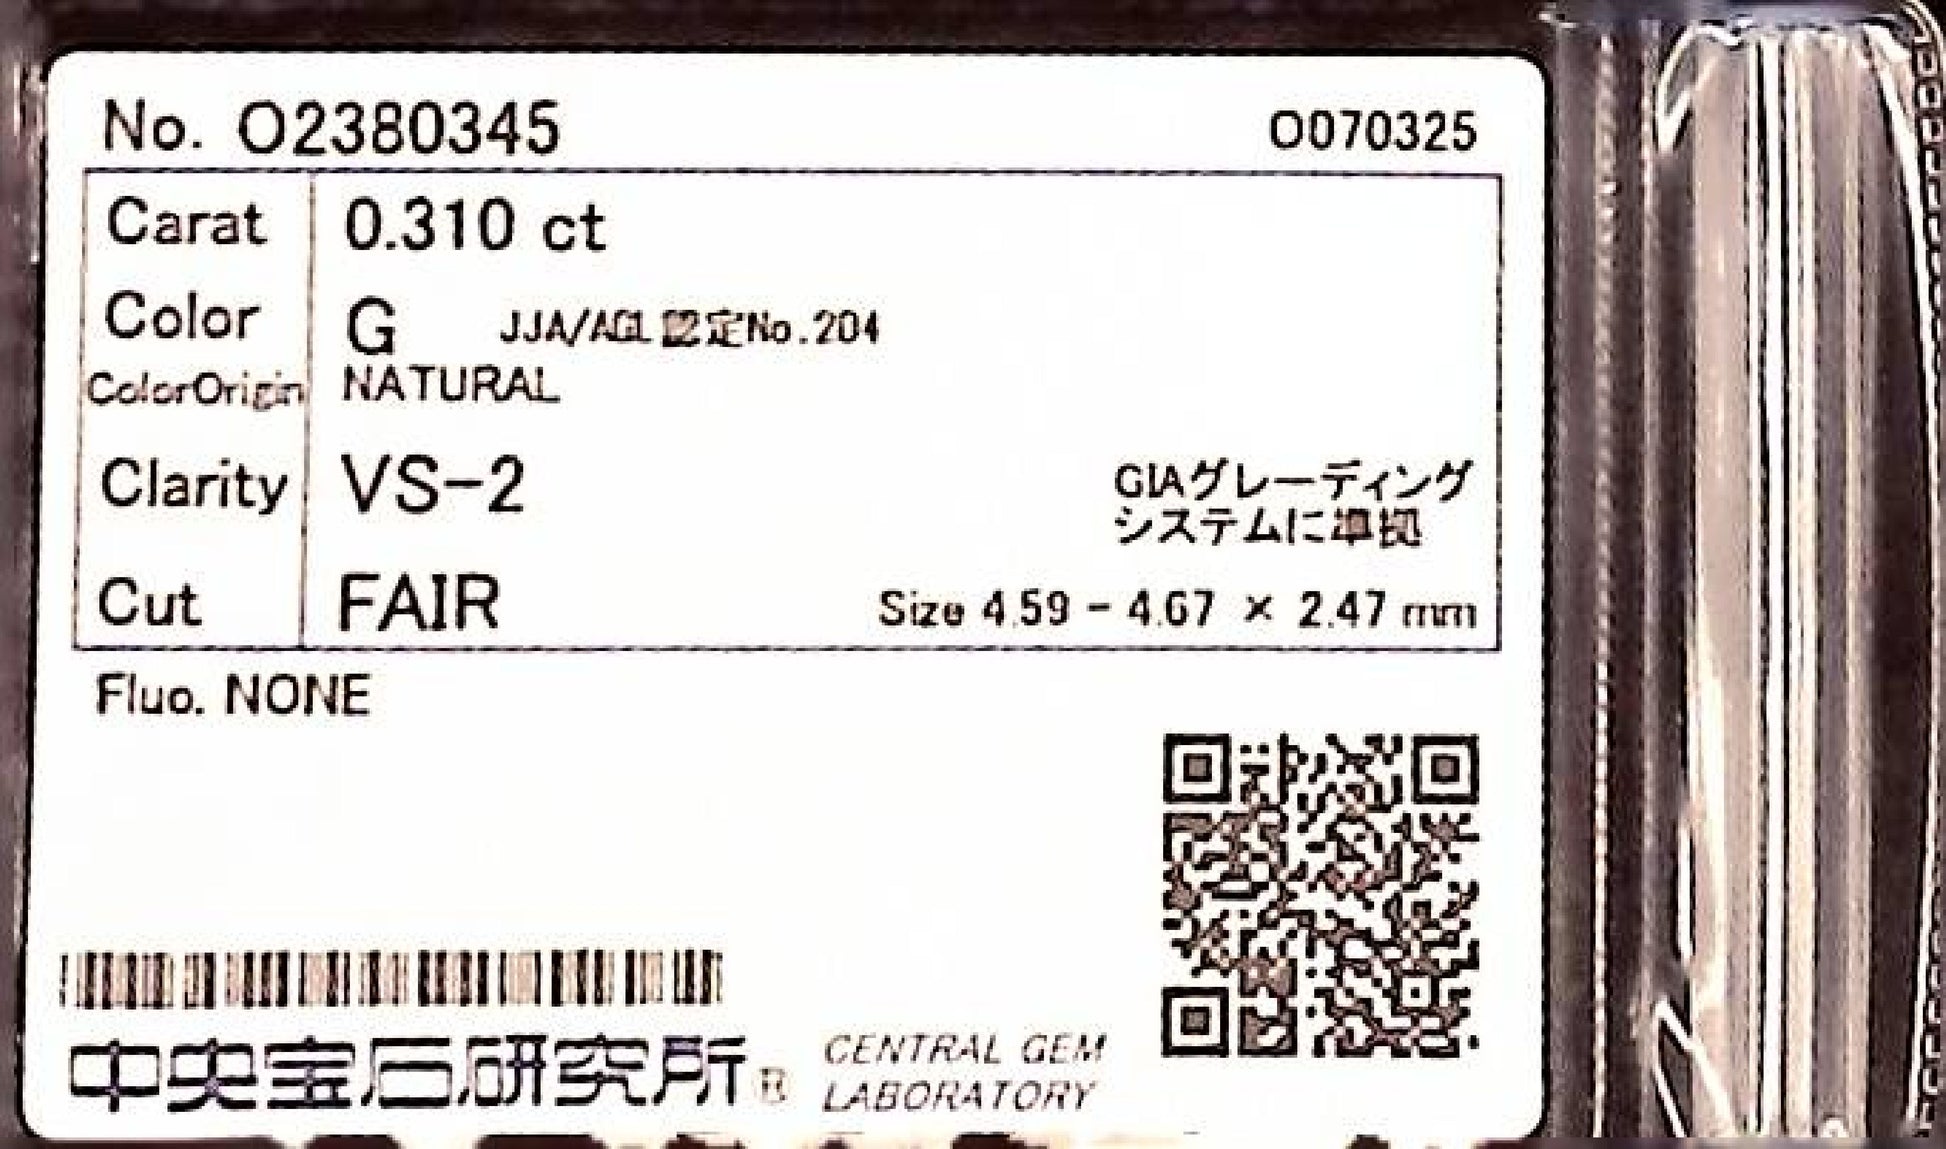 No. O2380345 O070325
Carat 0.310 ct
Color G JJA/AGL認定No.204
ColorOrigin NATURAL
Clarity VS-2
GIAグレーディング
システムに準拠
Cut FAIR Size 4.59 - 4.67 × 2.47 mm
Fluo. NONE
中央宝石研究所® CENTRAL GEM
LABORATORY